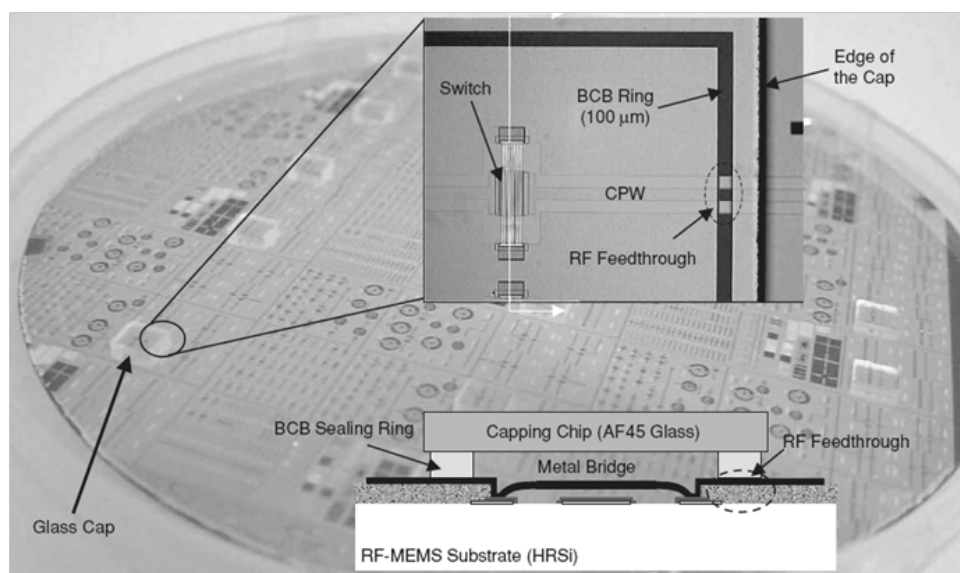 Edge of
the Cap
Switch
BCB Ring
(100 μm)
CPW
RF Feedthrough
BCB Sealing Ring
Capping Chip (AF45 Glass)
RF Feedthrough
Metal Bridge
Glass Cap
RF-MEMS Substrate (HRSi)